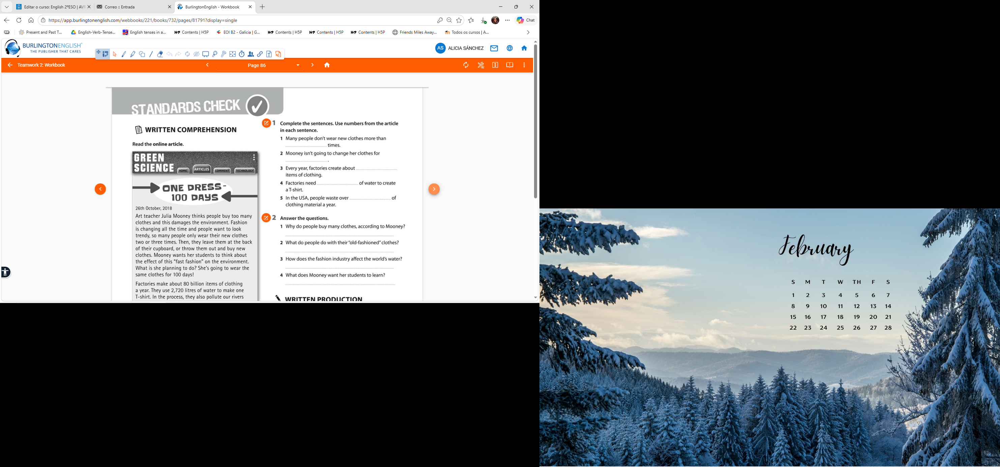 Editar o curso: English 2ºESO | AVR
Correo :: Entrada
BurlingtonEnglish - Workbook
https://app.burlingtonenglish.com/webbooks/221/books/732/pages/81791?display=single
Chat
Present and Past T...
English-Verb-Tense...
English tenses in a...
H5P Contents | H5P
EOI B2 - Galicia | G...
H5P Contents | H5P
H5P Contents | H5P
H5P Contents | H5P
Friends Miles Away...
Todos os cursos | A...
BURLINGTONENGLISH®
THE PUBLISHER THAT CARES
AS ALICIA SÁNCHEZ
Teamwork 2: Workbook
Page 86
STANDARDS CHECK
WRITTEN COMPREHENSION
Read the online article.
GREEN
SCIENCE
HOME ARTICLES COMMENT TECHNOLOGY
ONE DRESS -
100 DAYS
26th October, 2018
Art teacher Julia Mooney thinks people buy too many
clothes and this damages the environment. Fashion
is changing all the time and people want to look
trendy, so many people only wear their new clothes
two or three times. Then, they leave them at the back
of their cupboard, or throw them out and buy new
clothes. Mooney wants her students to think about
the effect of this "fast fashion" on the environment.
What is she planning to do? She's going to wear the
same clothes for 100 days!
Factories make about 80 billion items of clothing
a year. They use 2,720 litres of water to make one
T-shirt. In the process, they also pollute our rivers
1 Complete the sentences. Use numbers from the article
in each sentence.
1 Many people don't wear new clothes more than
times.
2 Mooney isn't going to change her clothes for
.
3 Every year, factories create about
items of clothing.
4 Factories need of water to create
a T-shirt.
5 In the USA, people waste over of
clothing material a year.
2 Answer the questions.
1 Why do people buy many clothes, according to Mooney?
2 What do people do with their "old-fashioned" clothes?
3 How does the fashion industry affect the world's water?
4 What does Mooney want her students to learn?
WRITTEN PRODUCTION
February
S M T W TH F S
1 2 3 4 5 6 7
8 9 10 11 12 13 14
15 16 17 18 19 20 21
22 23 24 25 26 27 28